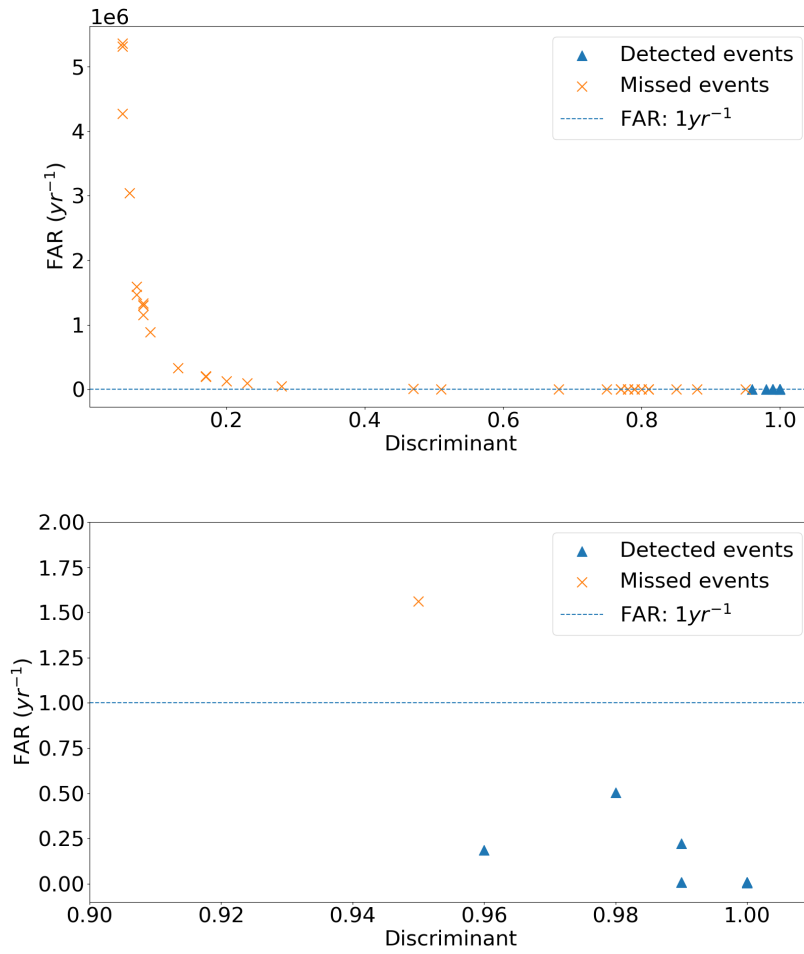 1e6
Detected events
Missed events
FAR: 1yr⁻¹
5
4
3
2
1
0
FAR (yr⁻¹)
0.2 0.4 0.6 0.8 1.0
Discriminant
Detected events
Missed events
FAR: 1yr⁻¹
2.00
1.75
1.50
1.25
1.00
0.75
0.50
0.25
0.00
FAR (yr⁻¹)
0.90 0.92 0.94 0.96 0.98 1.00
Discriminant